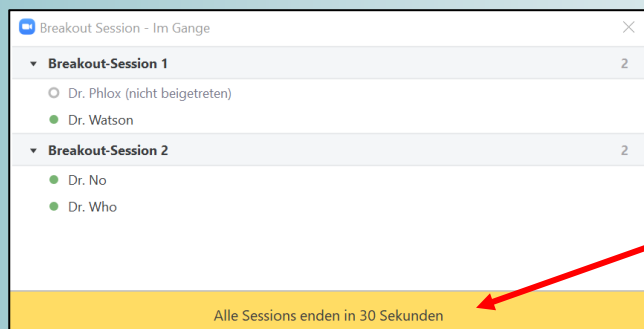 Breakout Session - Im Gange
Breakout-Session 1 2
Dr. Phlox (nicht beigetreten)
Dr. Watson
Breakout-Session 2 2
Dr. No
Dr. Who
Alle Sessions enden in 30 Sekunden